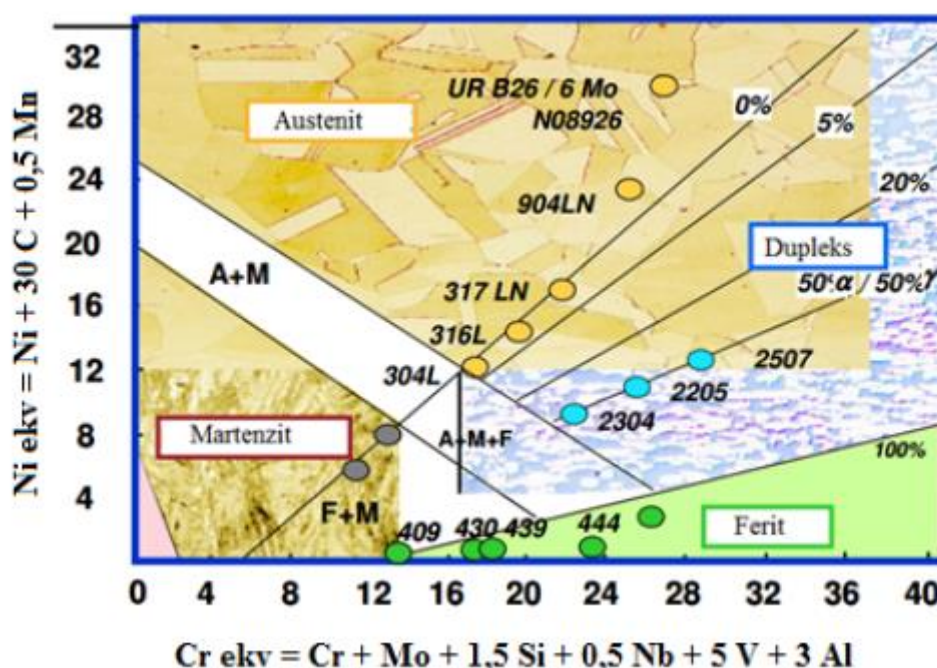 Ni ekv = Ni + 30 C + 0,5 Mn
32
28
24
20
16
12
8
4
UR B26 / 6 Mo
N08926
0%
5%
Austenit
904LN
20%
Dupleks
A+M
317 LN
50%α / 50%γ
316L
304L
2507
2205
2304
Martenzit
A+M+F
100%
F+M
409 430 439 444
Ferit
0 4 8 12 16 20 24 28 32 36 40
Cr ekv = Cr + Mo + 1,5 Si + 0,5 Nb + 5 V + 3 Al